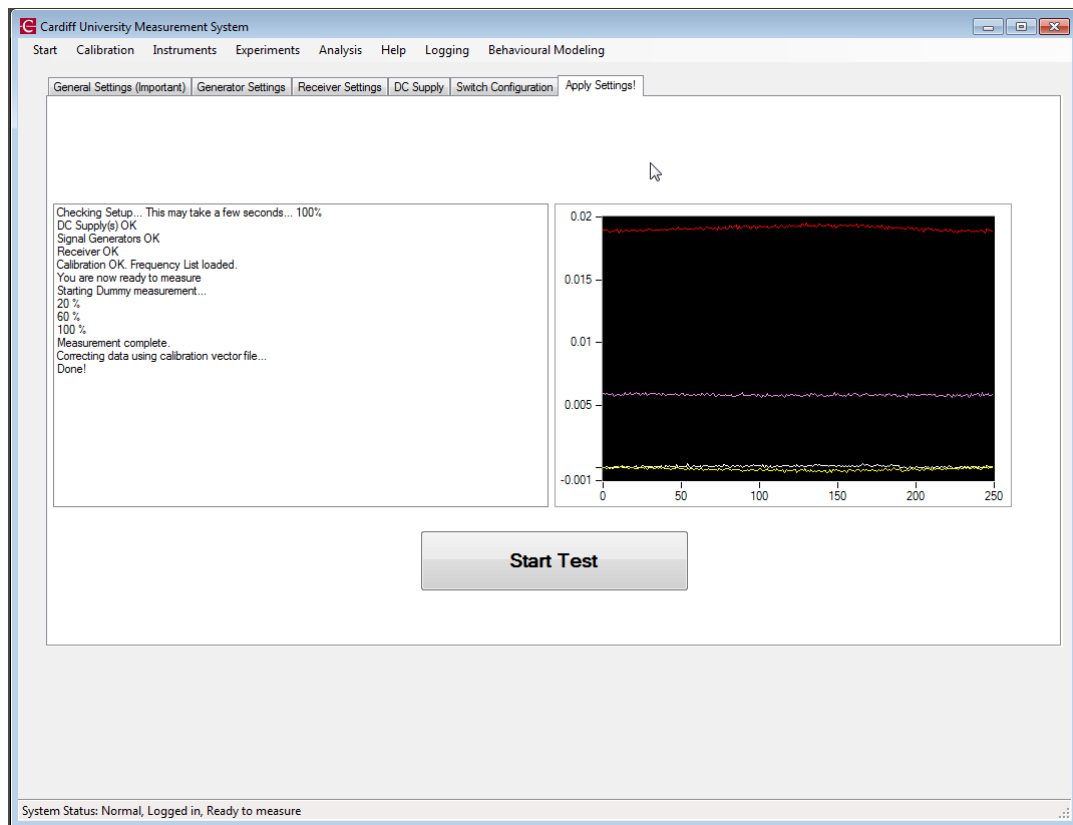 Cardiff University Measurement System
Start Calibration Instruments Experiments Analysis Help Logging Behavioural Modeling
General Settings (Important) Generator Settings Receiver Settings DC Supply Switch Configuration Apply Settings!
Checking Setup... This may take a few seconds... 100%
DC Supply(s) OK
Signal Generators OK
Receiver OK
Calibration OK. Frequency List loaded.
You are now ready to measure
Starting Dummy measurement...
20 %
60 %
100 %
Measurement complete.
Correcting data using calibration vector file...
Done!
0.02
0.015
0.01
0.005
-0.001
0 50 100 150 200 250
Start Test
System Status: Normal, Logged in, Ready to measure